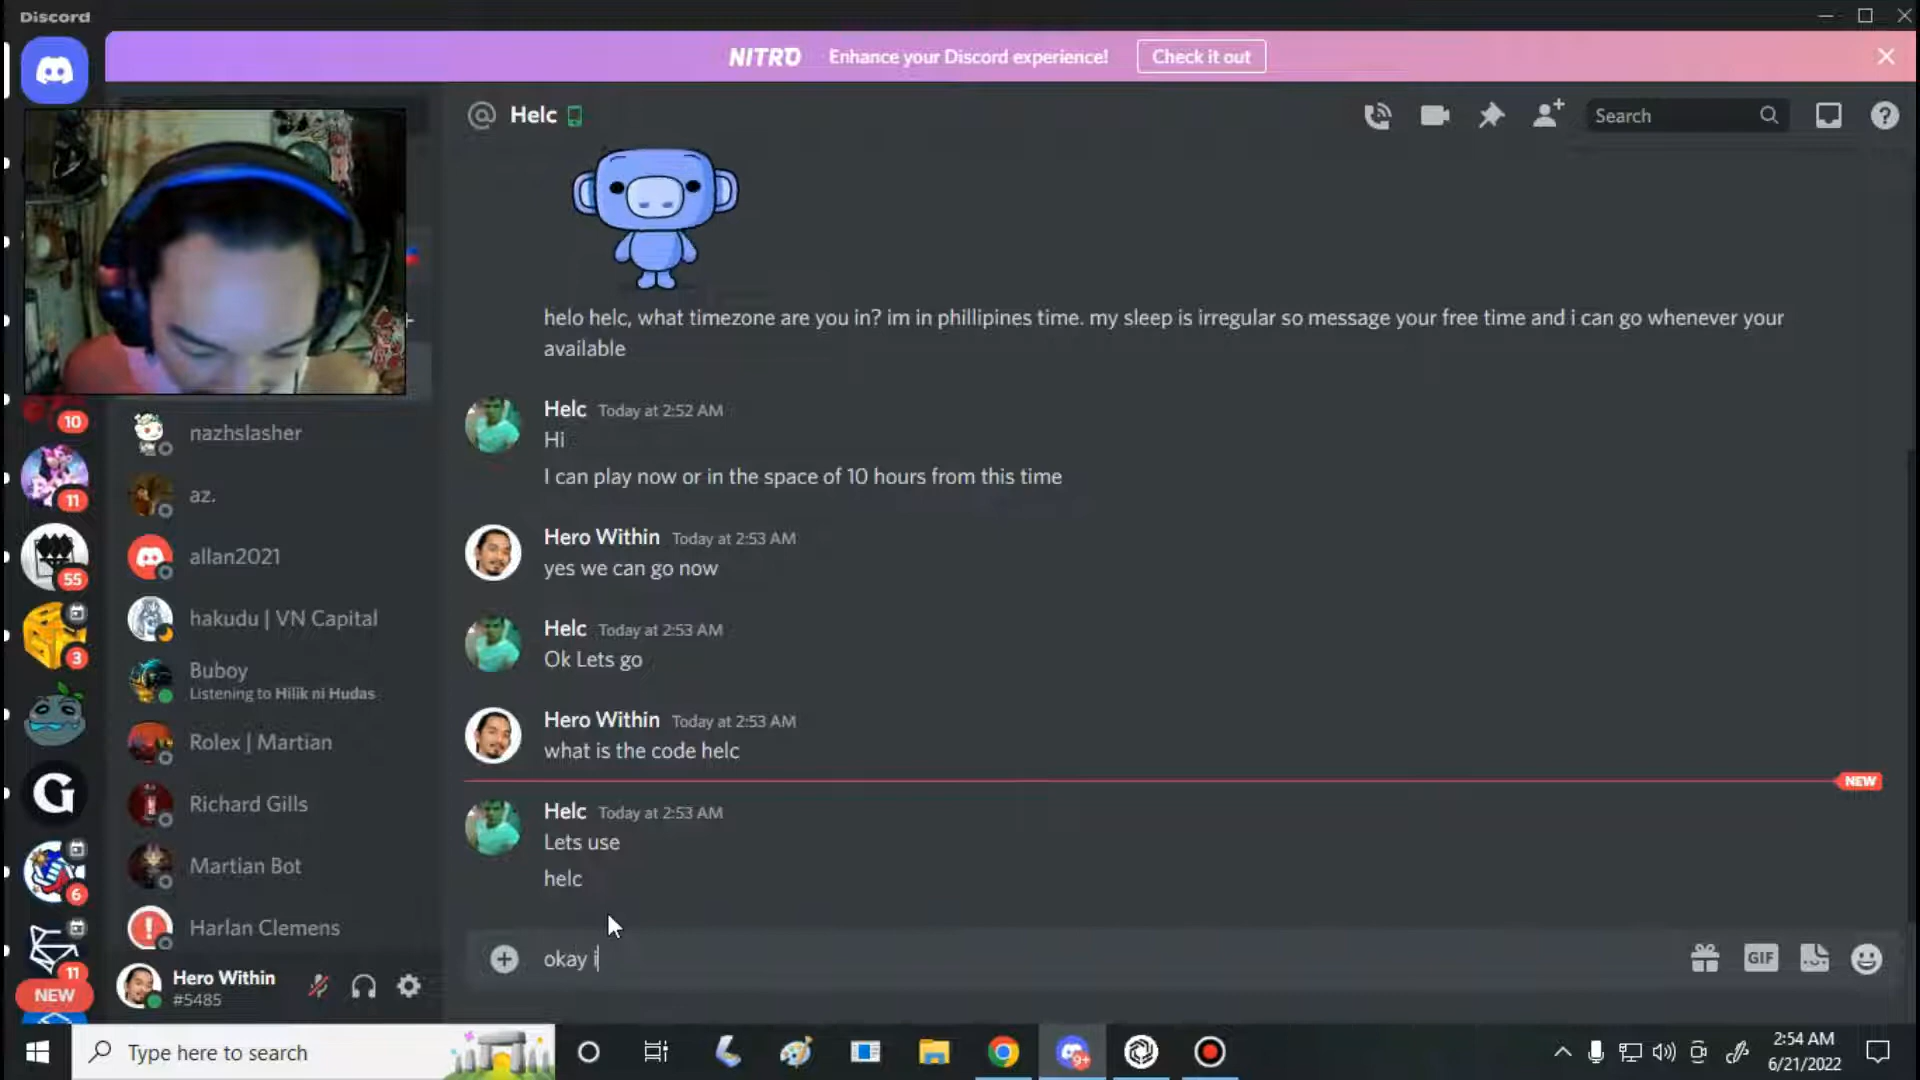 Discord
NITRO Enhance your Discord experience! Check it out
@ Helc
Search
helo helc, what timezone are you in? im in phillipines time. my sleep is irregular so message your free time and i can go whenever your
available
Helc Today at 2:52 AM
Hi
I can play now or in the space of 10 hours from this time
Hero Within Today at 2:53 AM
yes we can go now
Helc Today at 2:53 AM
Ok Lets go
Hero Within Today at 2:53 AM
what is the code helc
NEW
Helc Today at 2:53 AM
Lets use
helc
okay i
GIF
10
11
55
3
G
6
11
NEW
nazhslasher
az.
allan2021
hakudu | VN Capital
Buboy
Listening to Hilik ni Hudas
Rolex | Martian
Richard Gills
Martian Bot
Harlan Clemens
Hero Within
#5485
Type here to search
9+
2:54 AM
6/21/2022